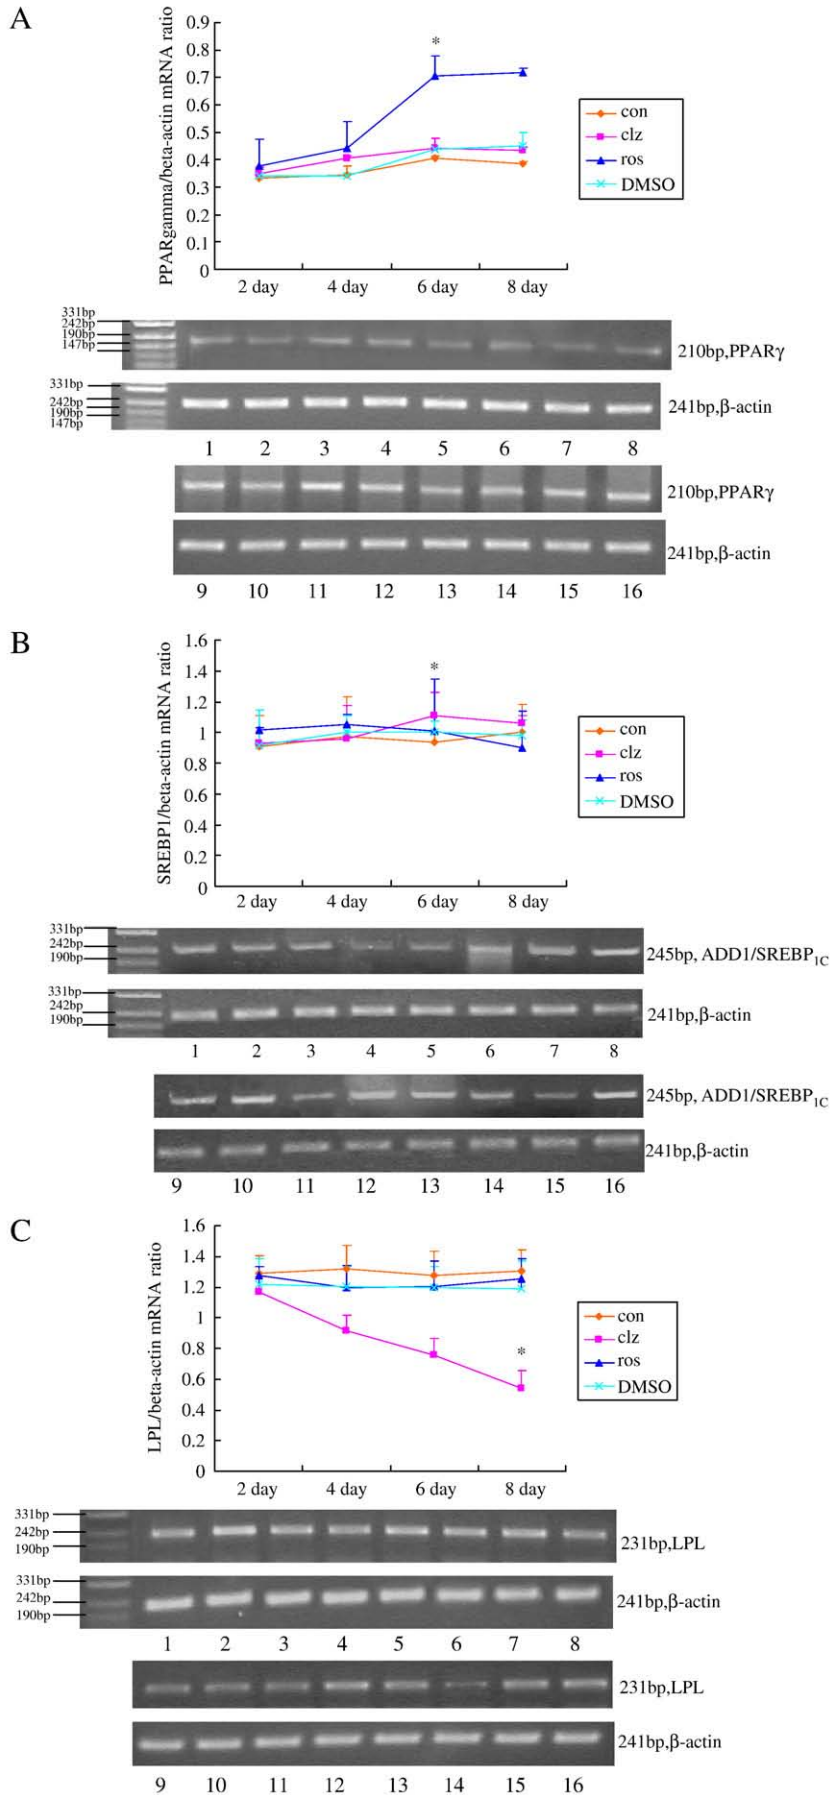 A
PPARgamma/beta-actin mRNA ratio
0.9
0.8
0.7
0.6
0.5
0.4
0.3
0.2
0.1
0
*
con
clz
ros
DMSO
2 day 4 day 6 day 8 day
331bp
242bp
190bp
147bp
210bp,PPARγ
331bp
242bp
190bp
147bp
241bp,β-actin
1 2 3 4 5 6 7 8
210bp,PPARγ
241bp,β-actin
9 10 11 12 13 14 15 16
B
SREBP1/beta-actin mRNA ratio
1.6
1.4
1.2
1
0.8
0.6
0.4
0.2
0
*
con
clz
ros
DMSO
2 day 4 day 6 day 8 day
331bp
242bp
190bp
245bp, ADD1/SREBP1C
331bp
242bp
190bp
241bp,β-actin
1 2 3 4 5 6 7 8
245bp, ADD1/SREBP1C
241bp,β-actin
9 10 11 12 13 14 15 16
C
LPL/beta-actin mRNA ratio
1.6
1.4
1.2
1
0.8
0.6
0.4
0.2
0
*
con
clz
ros
DMSO
2 day 4 day 6 day 8 day
331bp
242bp
190bp
231bp,LPL
331bp
242bp
190bp
241bp,β-actin
1 2 3 4 5 6 7 8
231bp,LPL
241bp,β-actin
9 10 11 12 13 14 15 16